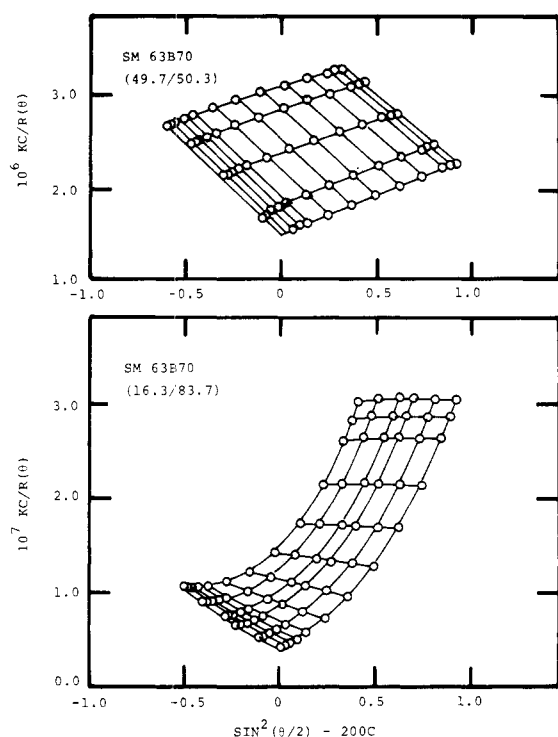 SM 63B70
(49.7/50.3)
10⁶ KC/R(θ)
3.0
2.0
1.0
-1.0 -0.5 0 0.5 1.0
SM 63B70
(16.3/83.7)
10⁷ KC/R(θ)
3.0
2.0
1.0
0.0
-1.0 -0.5 0 0.5 1.0
SIN²(θ/2) - 200C